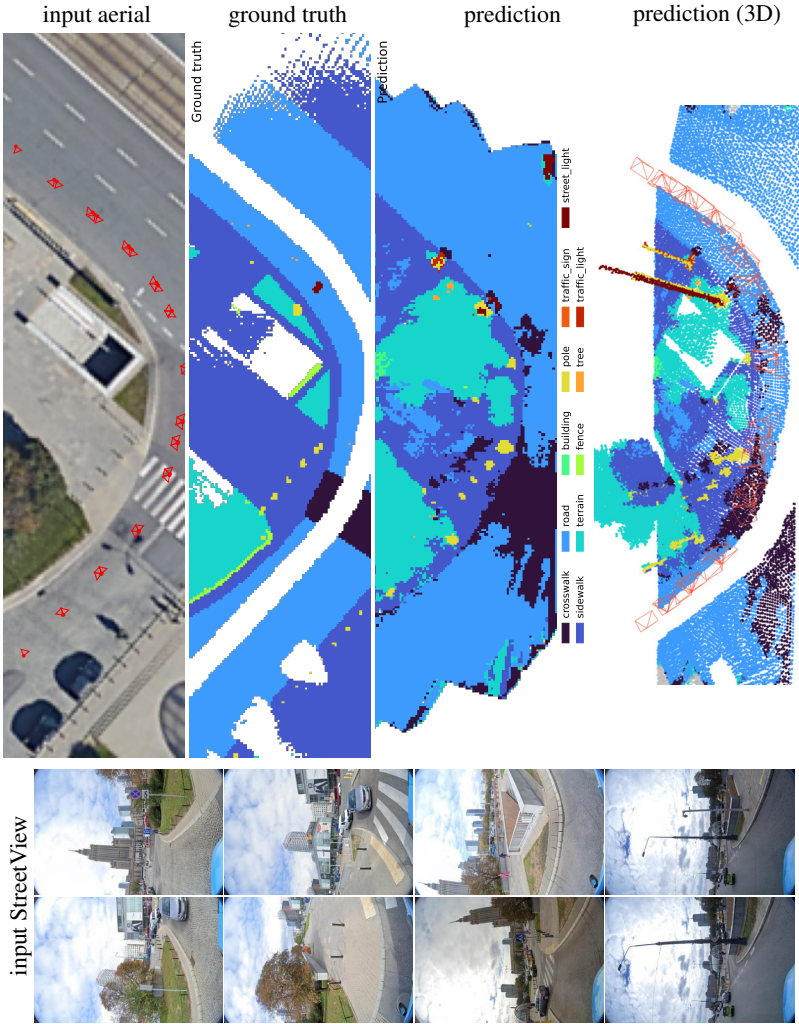 input aerial
ground truth
prediction
prediction (3D)
Ground truth
Prediction
crosswalk
sidewalk
road
terrain
building
fence
pole
tree
traffic_sign
traffic_light
street_light
input StreetView